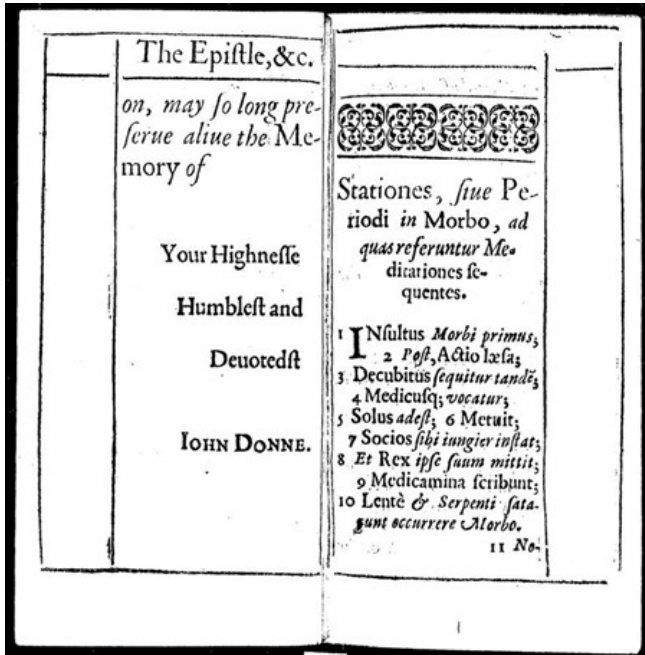 The Epiſtle,&c.
on, may ſo long pre-
ſerue aliue the Me-
mory of
Your Highneſſe
Humbleſt and
Deuotedſt
IOHN DONNE.
Stationes, ſiue Pe-
riodi in Morbo, ad
quas referuntur Me-
ditationes ſe-
quentes.
1 INſultus Morbi primus;
2 Poſt, Actio læſa;
3 Decubitus ſequitur tandē;
4 Medicuſq; vocatur;
5 Solus adeſt; 6 Metuit;
7 Socios ſibi iungier inſtat;
8 Et Rex ipſe ſuum mittit;
9 Medicamina ſcribunt;
10 Lentè & Serpenti ſata-
gunt occurrere Morbo.
11 No-